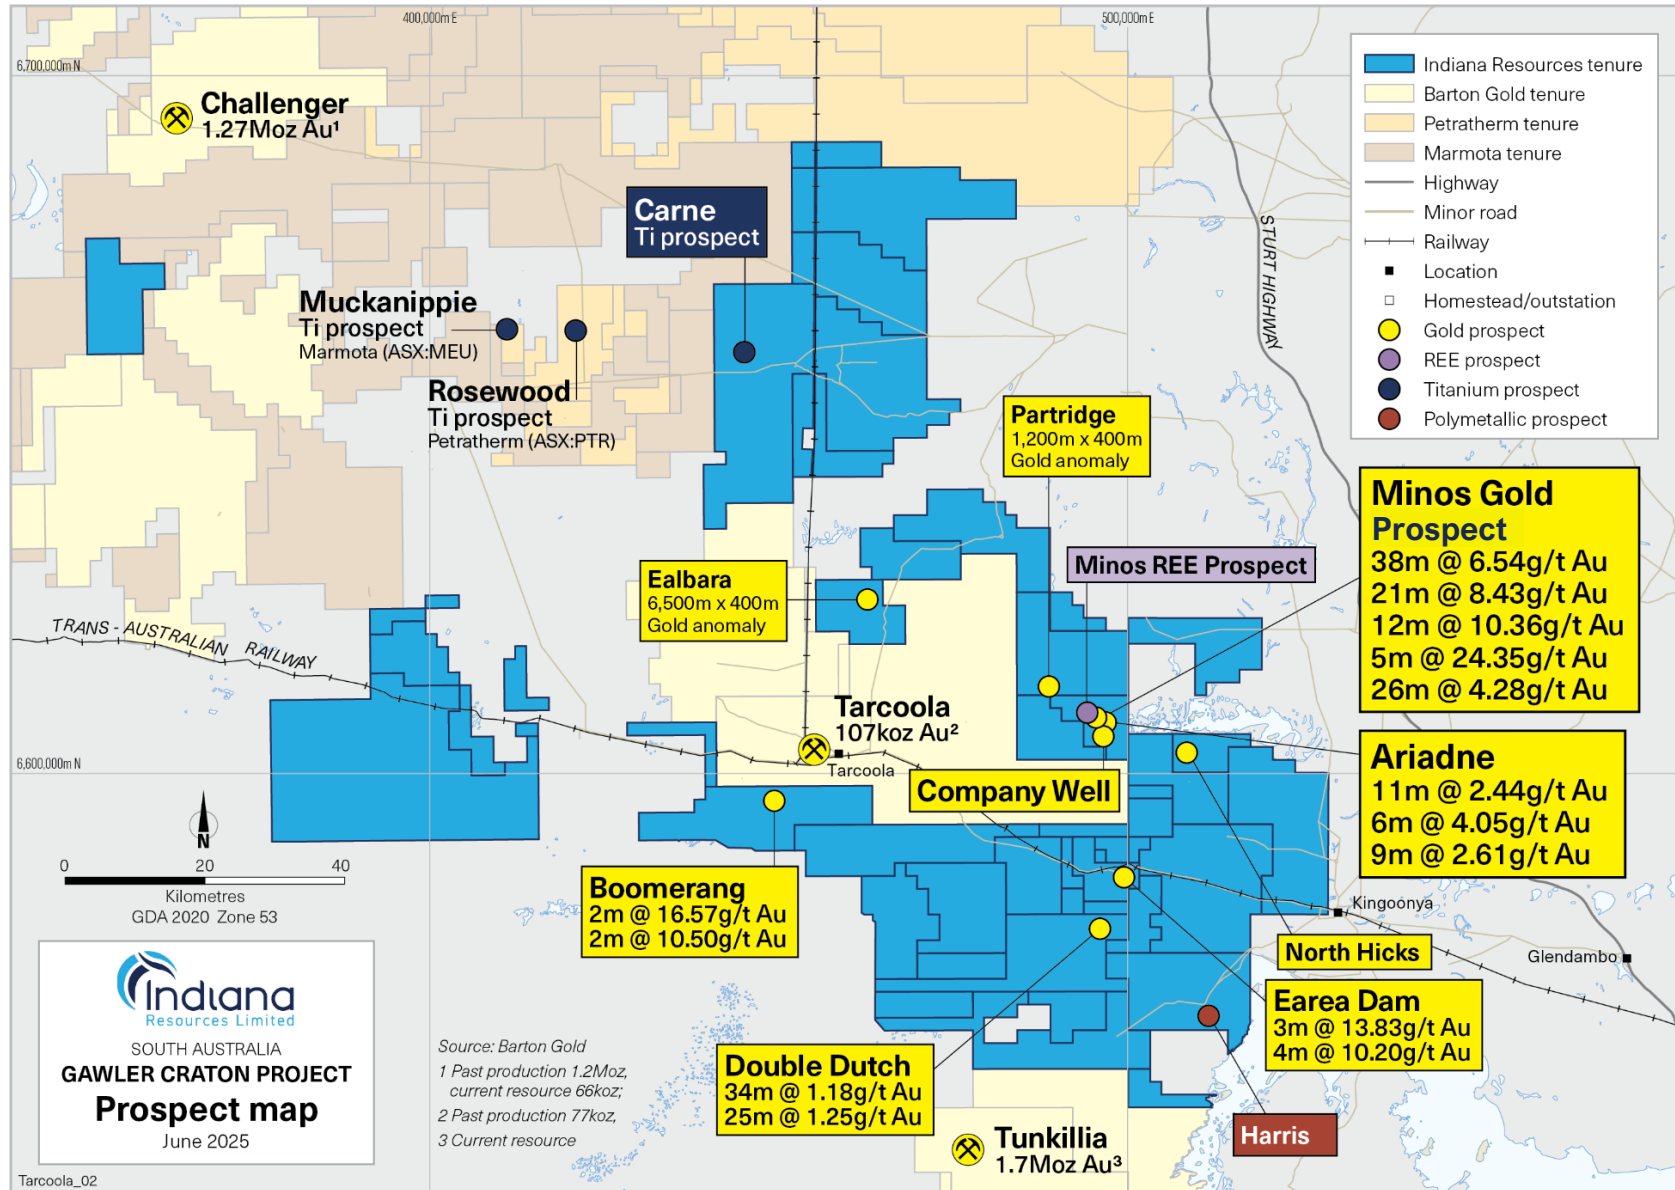 400,000m E
500,000m E
6,700,000m N
Challenger
1.27Moz Au¹
Indiana Resources tenure
Barton Gold tenure
Petratherm tenure
Marmota tenure
Highway
Minor road
Railway
Location
Homestead/outstation
Gold prospect
REE prospect
Titanium prospect
Polymetallic prospect
STURT HIGHWAY
Carne
Ti prospect
Muckanippie
Ti prospect
Marmota (ASX:MEU)
Rosewood
Ti prospect
Petratherm (ASX:PTR)
Partridge
1,200m x 400m
Gold anomaly
Minos Gold
Prospect
38m @ 6.54g/t Au
21m @ 8.43g/t Au
12m @ 10.36g/t Au
5m @ 24.35g/t Au
26m @ 4.28g/t Au
Minos REE Prospect
Ealbara
6,500m x 400m
Gold anomaly
TRANS - AUSTRALIAN RAILWAY
Tarcoola
107koz Au²
Tarcoola
6,600,000m N
Company Well
Ariadne
11m @ 2.44g/t Au
6m @ 4.05g/t Au
9m @ 2.61g/t Au
N
0 20 40
Kilometres
GDA 2020 Zone 53
Boomerang
2m @ 16.57g/t Au
2m @ 10.50g/t Au
Kingoonya
North Hicks
Glendambo
Earea Dam
3m @ 13.83g/t Au
4m @ 10.20g/t Au
Indiana
Resources Limited
SOUTH AUSTRALIA
GAWLER CRATON PROJECT
Prospect map
June 2025
Source: Barton Gold
1 Past production 1.2Moz,
current resource 66koz;
2 Past production 77koz,
3 Current resource
Double Dutch
34m @ 1.18g/t Au
25m @ 1.25g/t Au
Harris
Tunkillia
1.7Moz Au³
Tarcoola_02